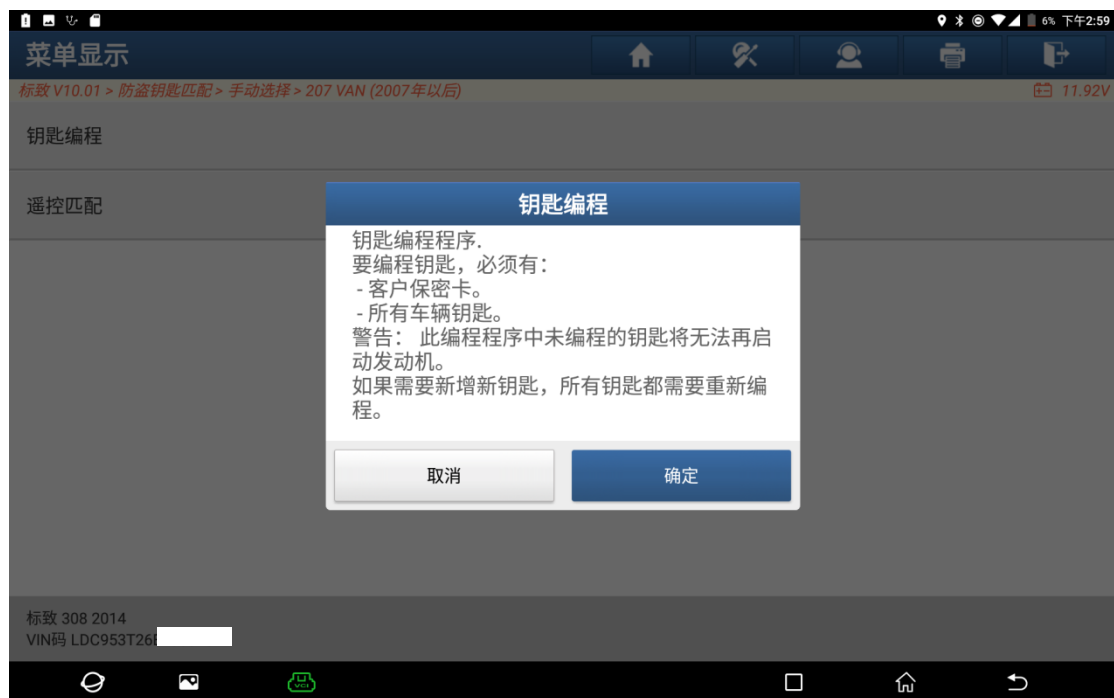 6% 下午2:59
菜单显示
标致 V10.01 > 防盗钥匙匹配 > 手动选择 > 207 VAN (2007年以后)
11.92V
钥匙编程
遥控匹配
钥匙编程
钥匙编程程序.
要编程钥匙，必须有：
- 客户保密卡。
- 所有车辆钥匙。
警告： 此编程程序中未编程的钥匙将无法再启
动发动机。
如果需要新增新钥匙，所有钥匙都需要重新编
程。
取消
确定
标致 308 2014
VIN码 LDC953T26
VCI